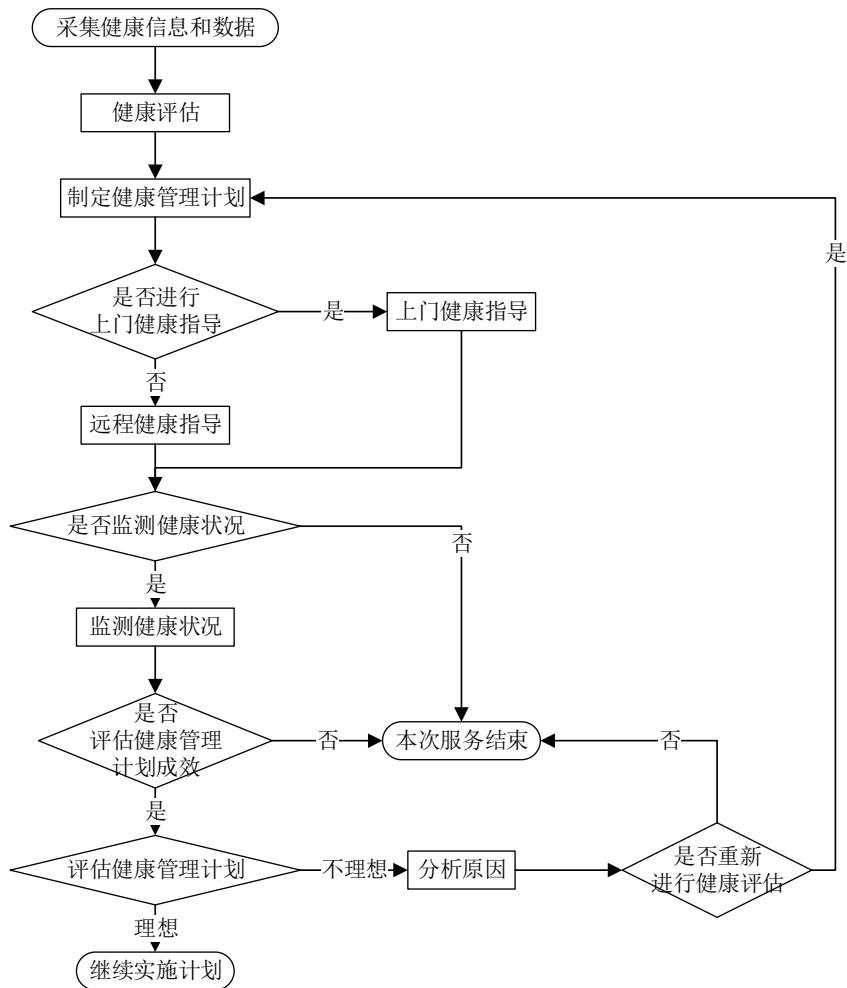 采集健康信息和数据
健康评估
制定健康管理计划
是
是否进行
上门健康指导
是
上门健康指导
否
远程健康指导
是否监测健康状况
否
是
监测健康状况
是否
评估健康管理
计划成效
否
本次服务结束
否
是
评估健康管理计划
不理想
分析原因
是否重新
进行健康评估
理想
继续实施计划